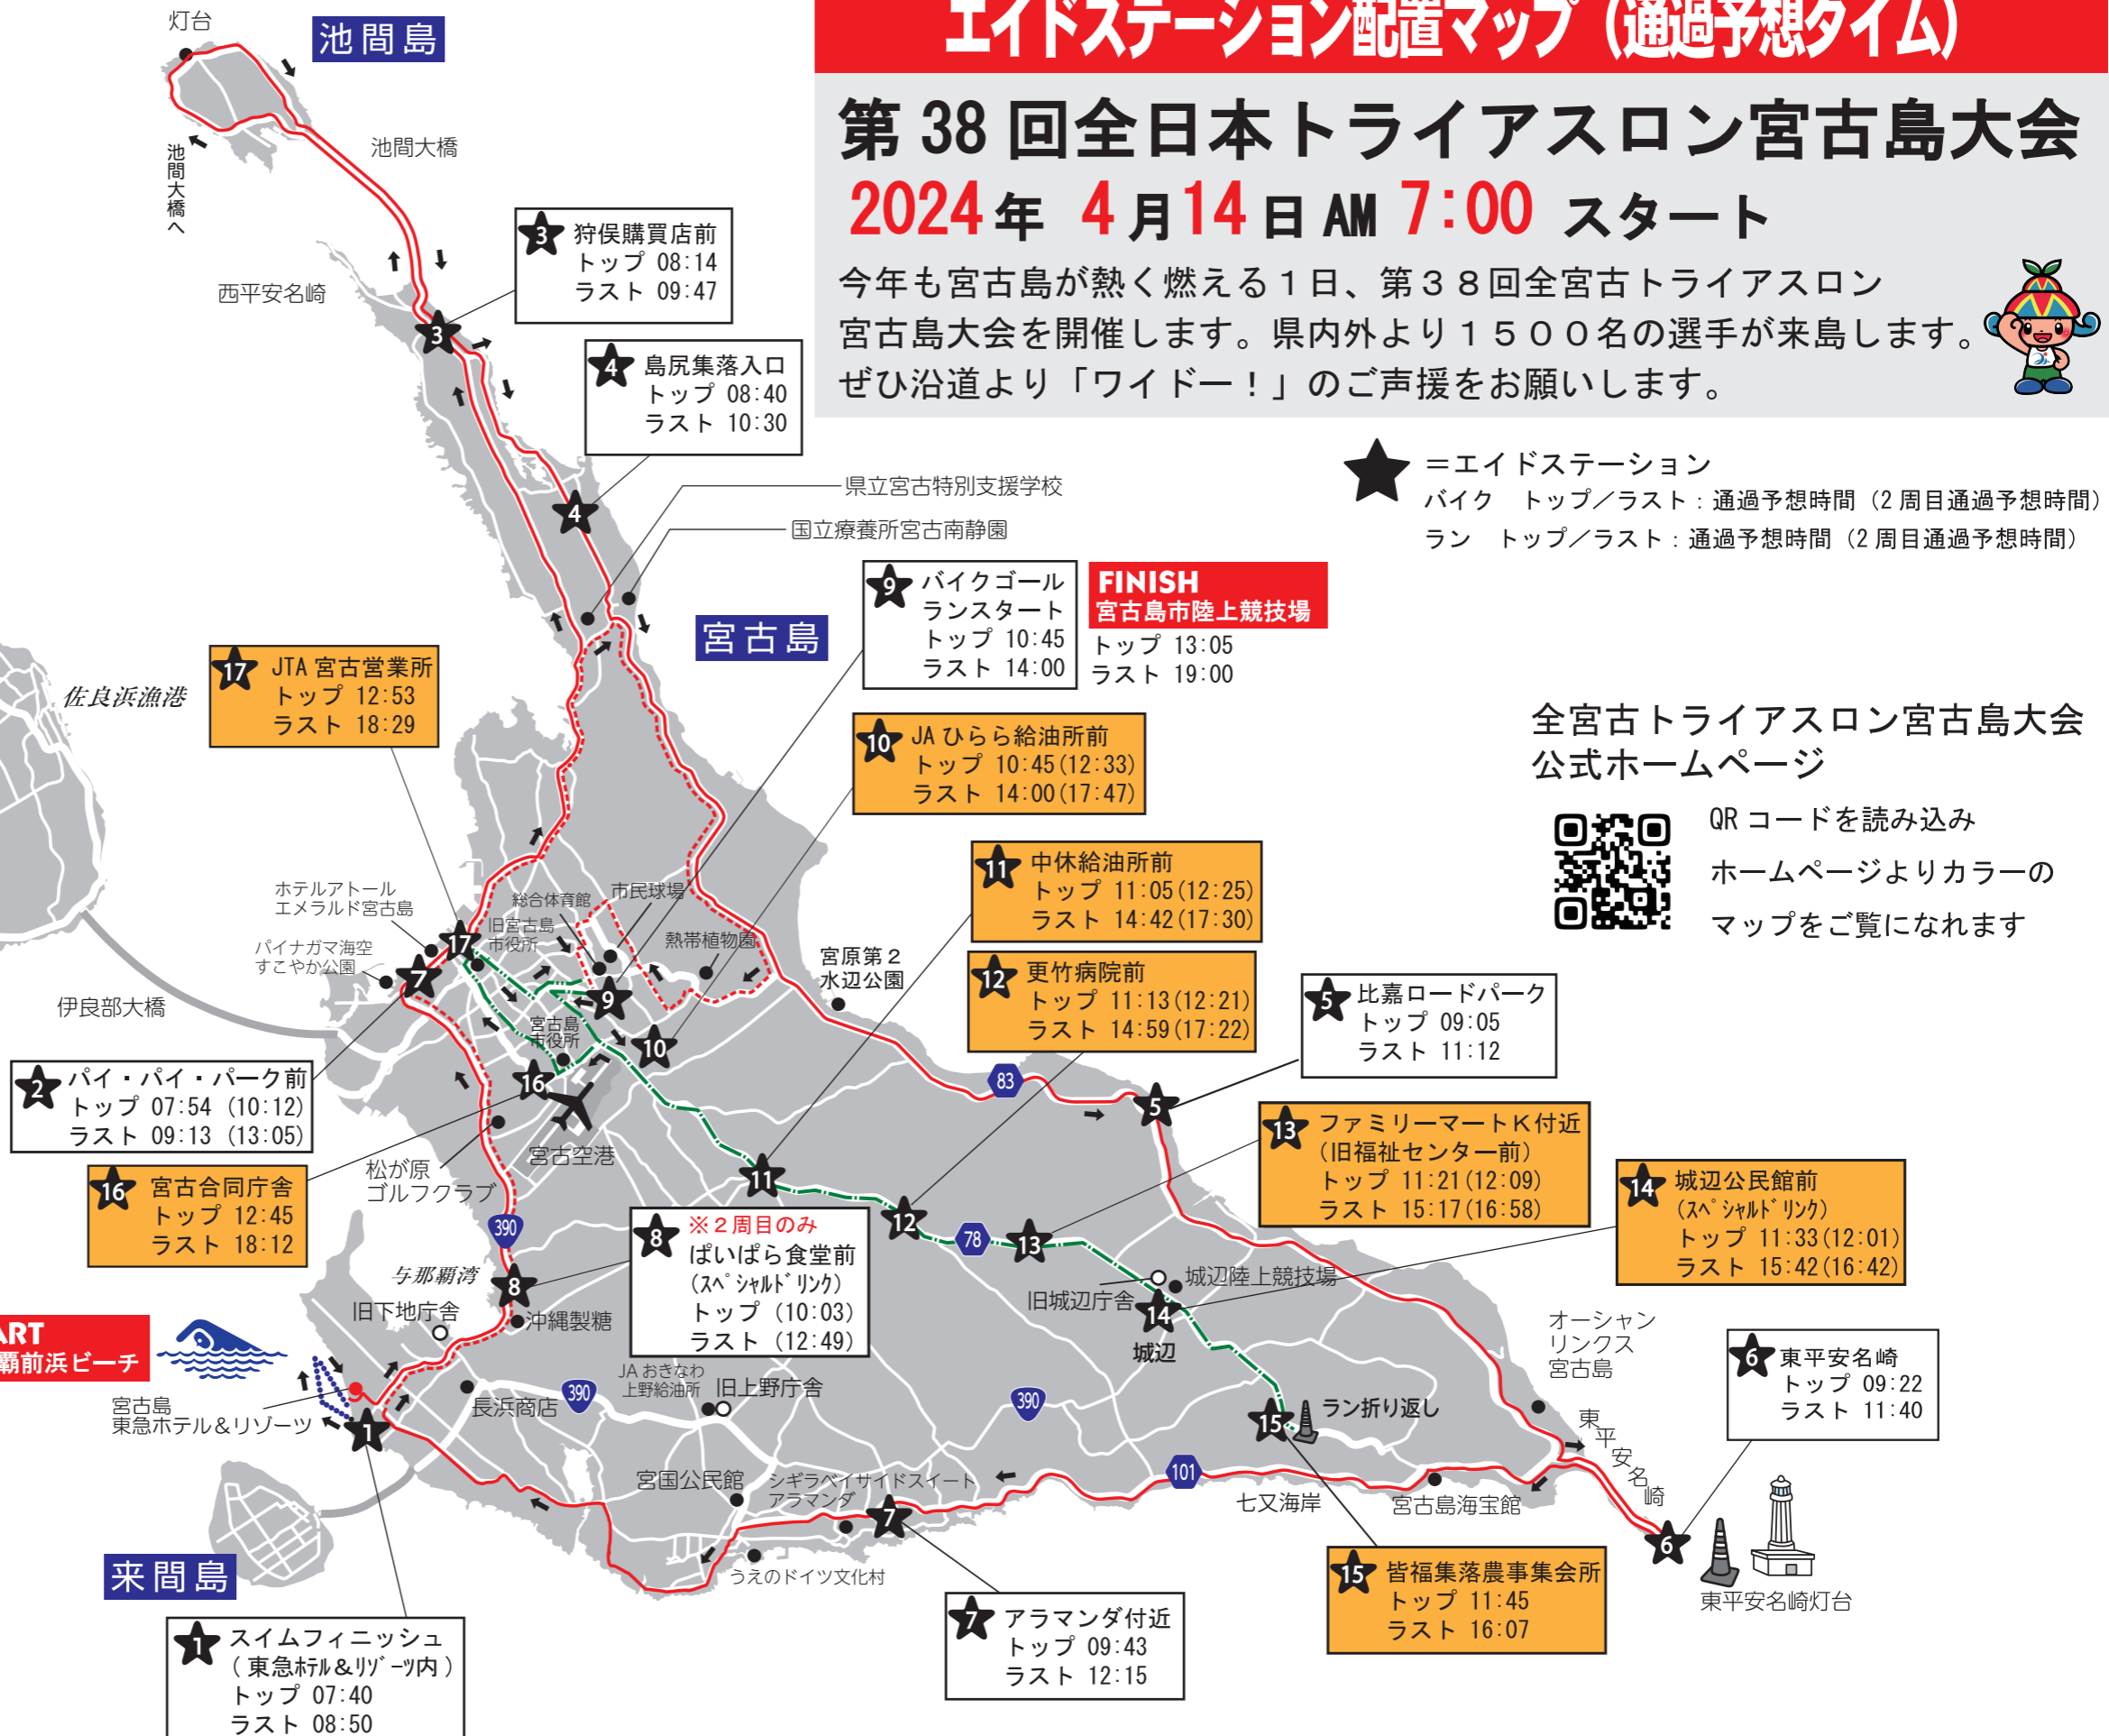 エイドステーション配置マップ（通過予想タイム）
第38回全日本トライアスロン宮古島大会
2024年 4月14日 AM 7:00 スタート
今年も宮古島が熱く燃える１日、第３８回全宮古トライアスロン
宮古島大会を開催します。県内外より１５００名の選手が来島します。
ぜひ沿道より「ワイドー！」のご声援をお願いします。
＝エイドステーション
バイク　トップ／ラスト：通過予想時間（2周目通過予想時間）
ラン　トップ／ラスト：通過予想時間（2周目通過予想時間）
灯台
池間島
池間大橋
池間大橋へ
西平安名崎
3 狩俣購買店前
トップ 08:14
ラスト 09:47
3
4 島尻集落入口
トップ 08:40
ラスト 10:30
4
県立宮古特別支援学校
国立療養所宮古南静園
9 バイクゴール
ランスタート
トップ 10:45
ラスト 14:00
FINISH
宮古島市陸上競技場
トップ 13:05
ラスト 19:00
宮古島
17 JTA宮古営業所
トップ 12:53
ラスト 18:29
佐良浜漁港
10 JAひらら給油所前
トップ 10:45(12:33)
ラスト 14:00(17:47)
全宮古トライアスロン宮古島大会
公式ホームページ
QRコードを読み込み
ホームページよりカラーの
マップをご覧になれます
11 中休給油所前
トップ 11:05(12:25)
ラスト 14:42(17:30)
12 更竹病院前
トップ 11:13(12:21)
ラスト 14:59(17:22)
5 比嘉ロードパーク
トップ 09:05
ラスト 11:12
ホテルアトール
エメラルド宮古島
総合体育館
市民球場
旧宮古島
市役所
熱帯植物園
パイナガマ海空
すこやか公園
宮原第２
水辺公園
17
7
9
伊良部大橋
宮古島
市役所
10
16
83
5
2 パイ・パイ・パーク前
トップ 07:54 (10:12)
ラスト 09:13 (13:05)
宮古空港
松が原
ゴルフクラブ
13 ファミリーマートK付近
(旧福祉センター前)
トップ 11:21(12:09)
ラスト 15:17(16:58)
16 宮古合同庁舎
トップ 12:45
ラスト 18:12
14 城辺公民館前
(ｽﾍﾟｼｬﾙﾄﾞﾘﾝｸ)
トップ 11:33(12:01)
ラスト 15:42(16:42)
11
12
78
13
390
8 ※２周目のみ
ぱいぱら食堂前
(ｽﾍﾟｼｬﾙﾄﾞﾘﾝｸ)
トップ (10:03)
ラスト (12:49)
与那覇湾
8
旧下地庁舎
沖縄製糖
城辺陸上競技場
旧城辺庁舎
14
城辺
オーシャン
リンクス
宮古島
6 東平安名崎
トップ 09:22
ラスト 11:40
ART
覇前浜ビーチ
宮古島
東急ホテル＆リゾーツ
1
長浜商店
390
JAおきなわ
上野給油所
旧上野庁舎
390
15
ラン折り返し
東平安名崎
宮国公民館
シギラベイサイドスイート
アラマンダ
7
101
七又海岸
宮古島海宝館
6
東平安名崎灯台
来間島
うえのドイツ文化村
15 皆福集落農事集会所
トップ 11:45
ラスト 16:07
7 アラマンダ付近
トップ 09:43
ラスト 12:15
1 スイムフィニッシュ
(東急ﾎﾃﾙ&ﾘｿﾞｰﾂ内)
トップ 07:40
ラスト 08:50